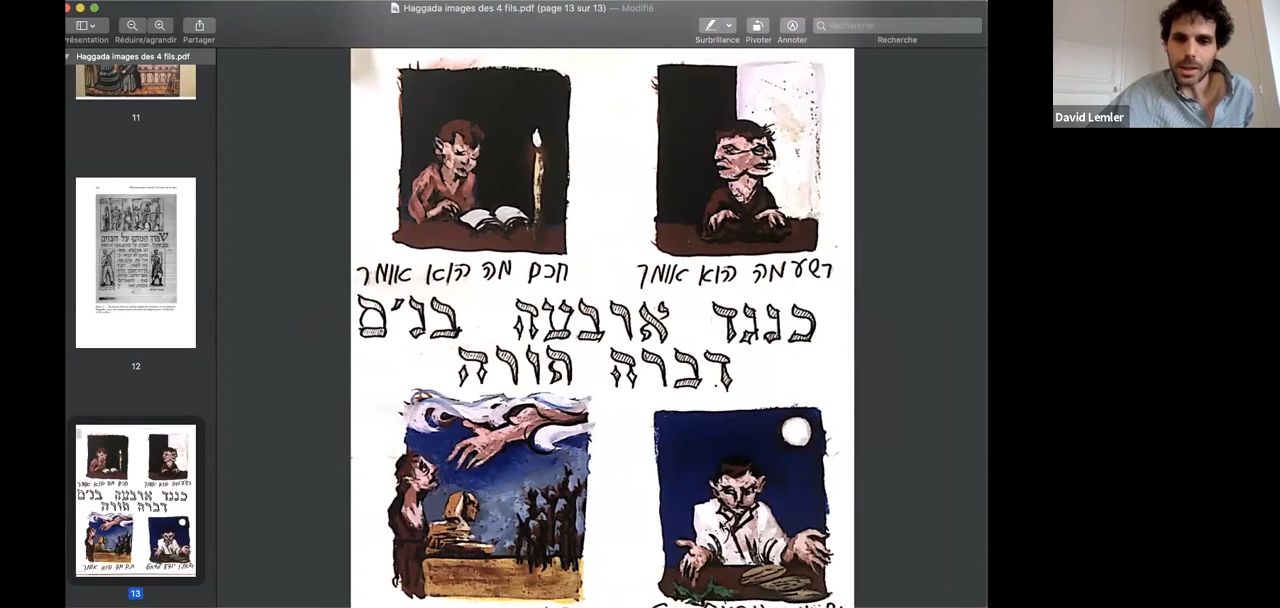 Haggada images des 4 fils.pdf (page 13 sur 13) — Modifié
Réduire/agrandir
Partager
Surbrillance
Pivoter
Annoter
Recherche
Recherche
Haggada images des 4 fils.pdf
11
12
13
David Lemler
חכם מה הוא אומר
רשע מה הוא אומר
כנגד ארבעה בנים
דברה תורה